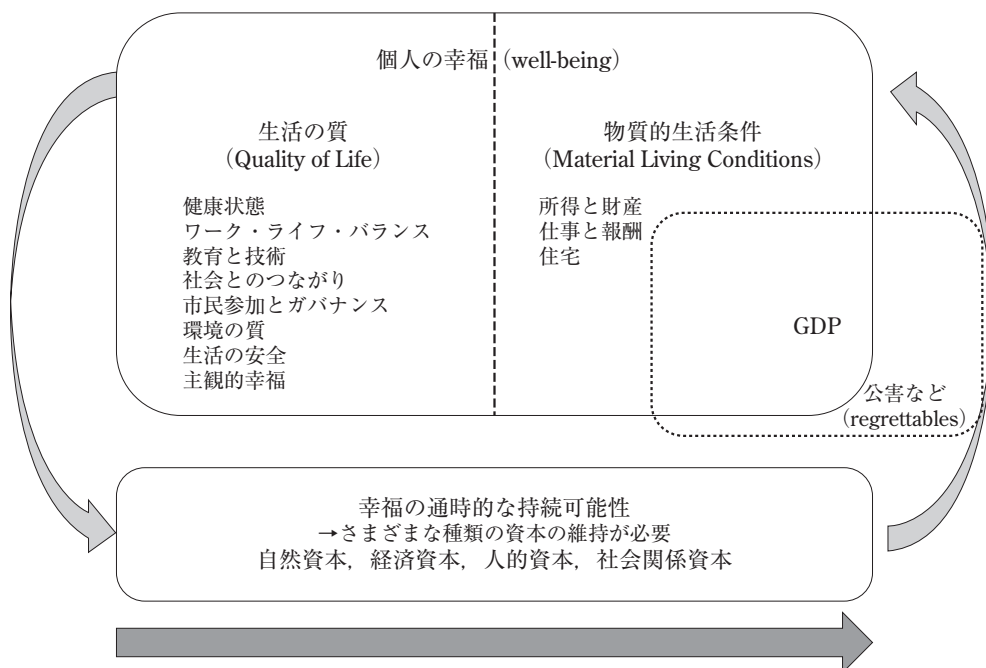 個人の幸福（well-being）
生活の質
（Quality of Life）
健康状態
ワーク・ライフ・バランス
教育と技術
社会とのつながり
市民参加とガバナンス
環境の質
生活の安全
主観的幸福
物質的生活条件
（Material Living Conditions）
所得と財産
仕事と報酬
住宅
GDP
公害など
（regrettables）
幸福の通時的な持続可能性
→さまざまな種類の資本の維持が必要
自然資本，経済資本，人的資本，社会関係資本